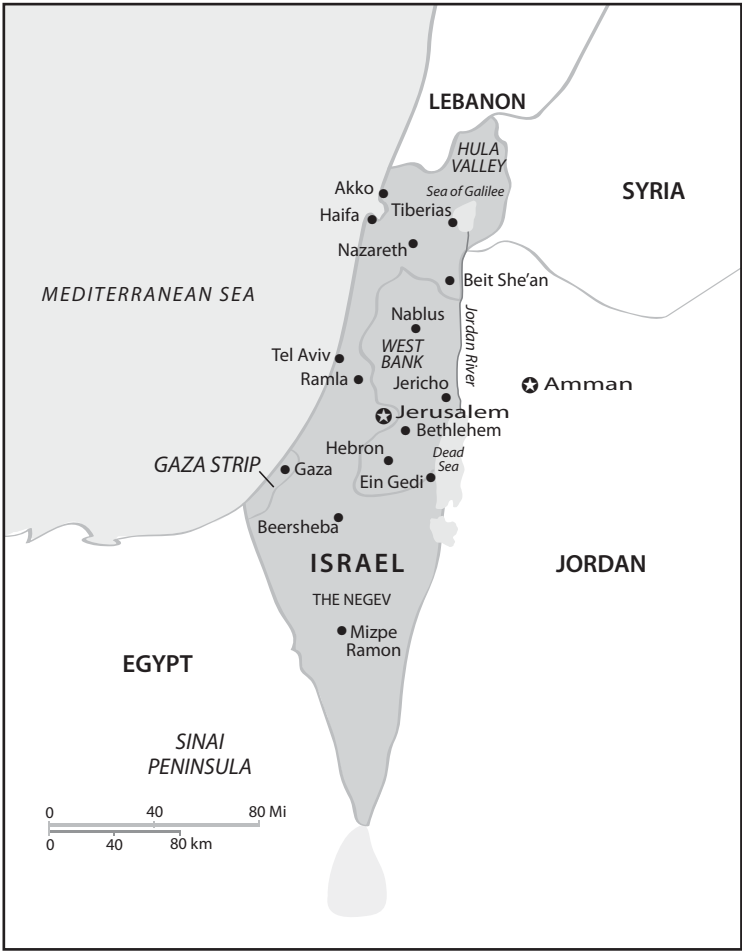 LEBANON
HULA
VALLEY
Akko
Sea of Galilee
SYRIA
Haifa
Tiberias
Nazareth
Beit She’an
MEDITERRANEAN SEA
Nablus
Jordan River
WEST
BANK
Tel Aviv
Ramla
Jericho
Amman
Jerusalem
Bethlehem
Hebron
Dead
Sea
GAZA STRIP
Gaza
Ein Gedi
Beersheba
ISRAEL
JORDAN
THE NEGEV
Mizpe
Ramon
EGYPT
SINAI
PENINSULA
0 40 80 Mi
0 40 80 km